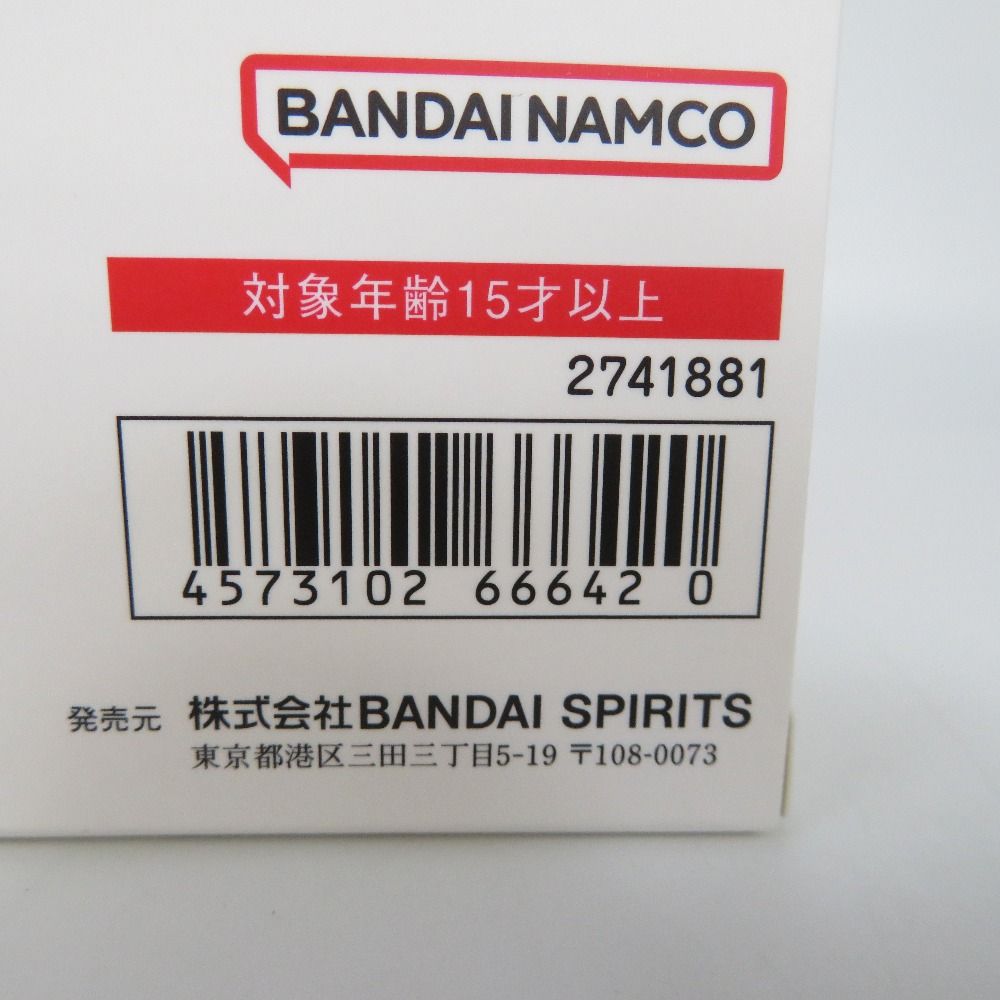 BANDAI NAMCO
対象年齢15才以上
2741881
4573102 66642 0
発売元 株式会社BANDAI SPIRITS
東京都港区三田三丁目5-19 〒108-0073